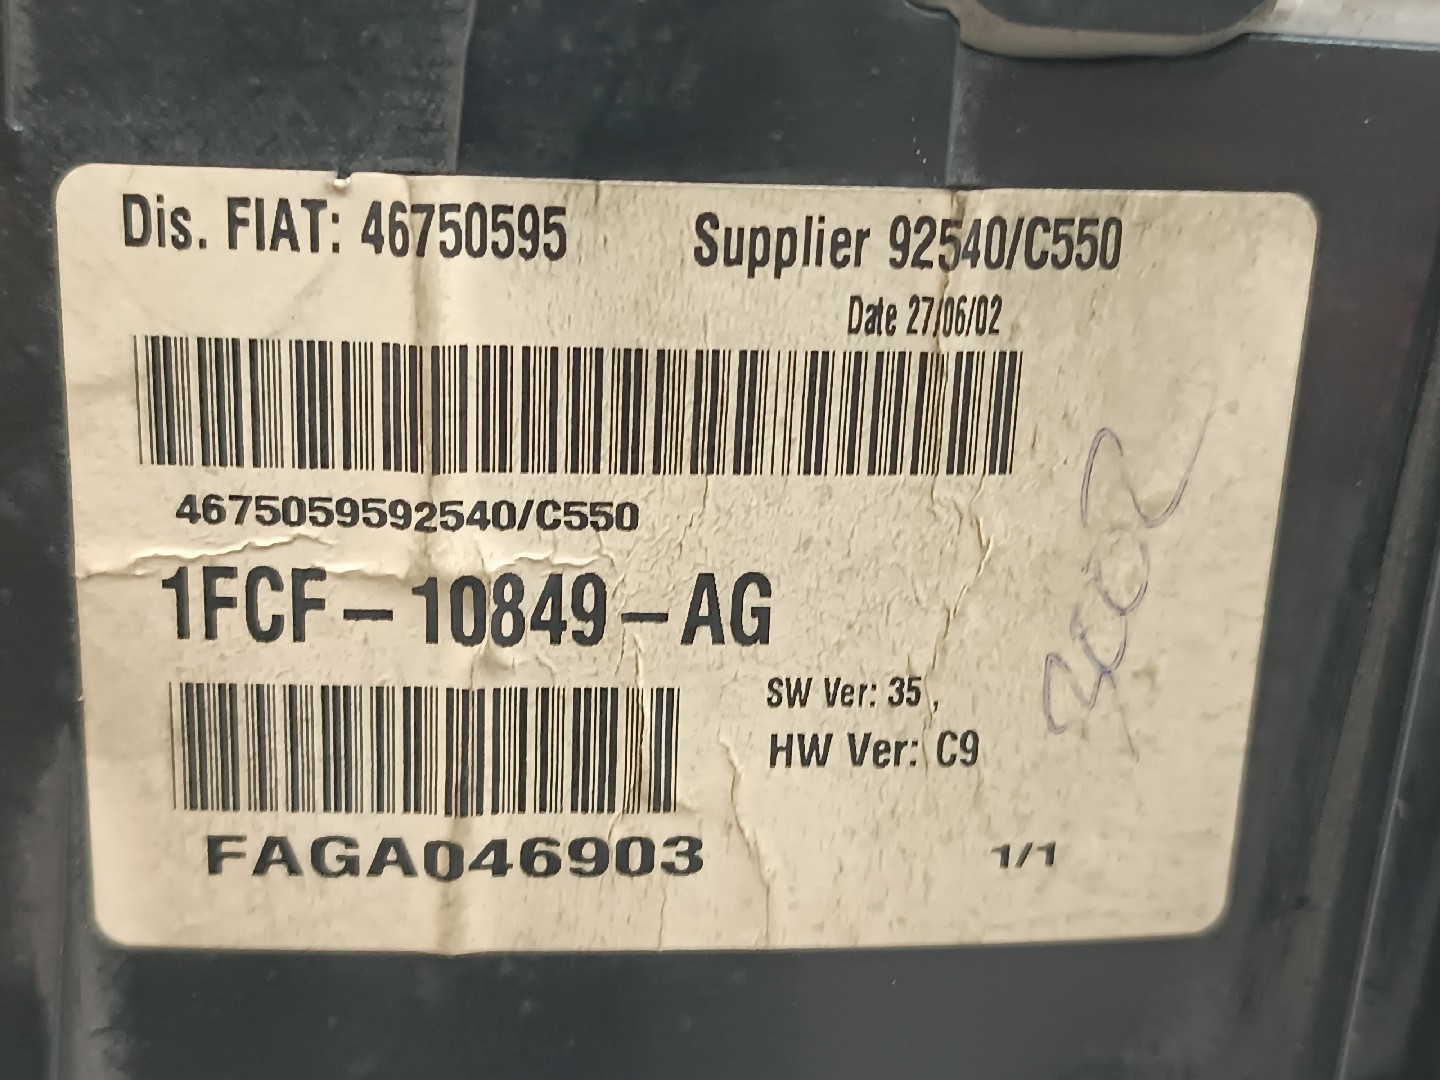 Dis. FIAT: 46750595 Supplier 92540/C550
Date 27/06/02
4675059592540/C550
1FCF-10849-AG
SW Ver: 35,
HW Ver: C9
FAGA046903 1/1